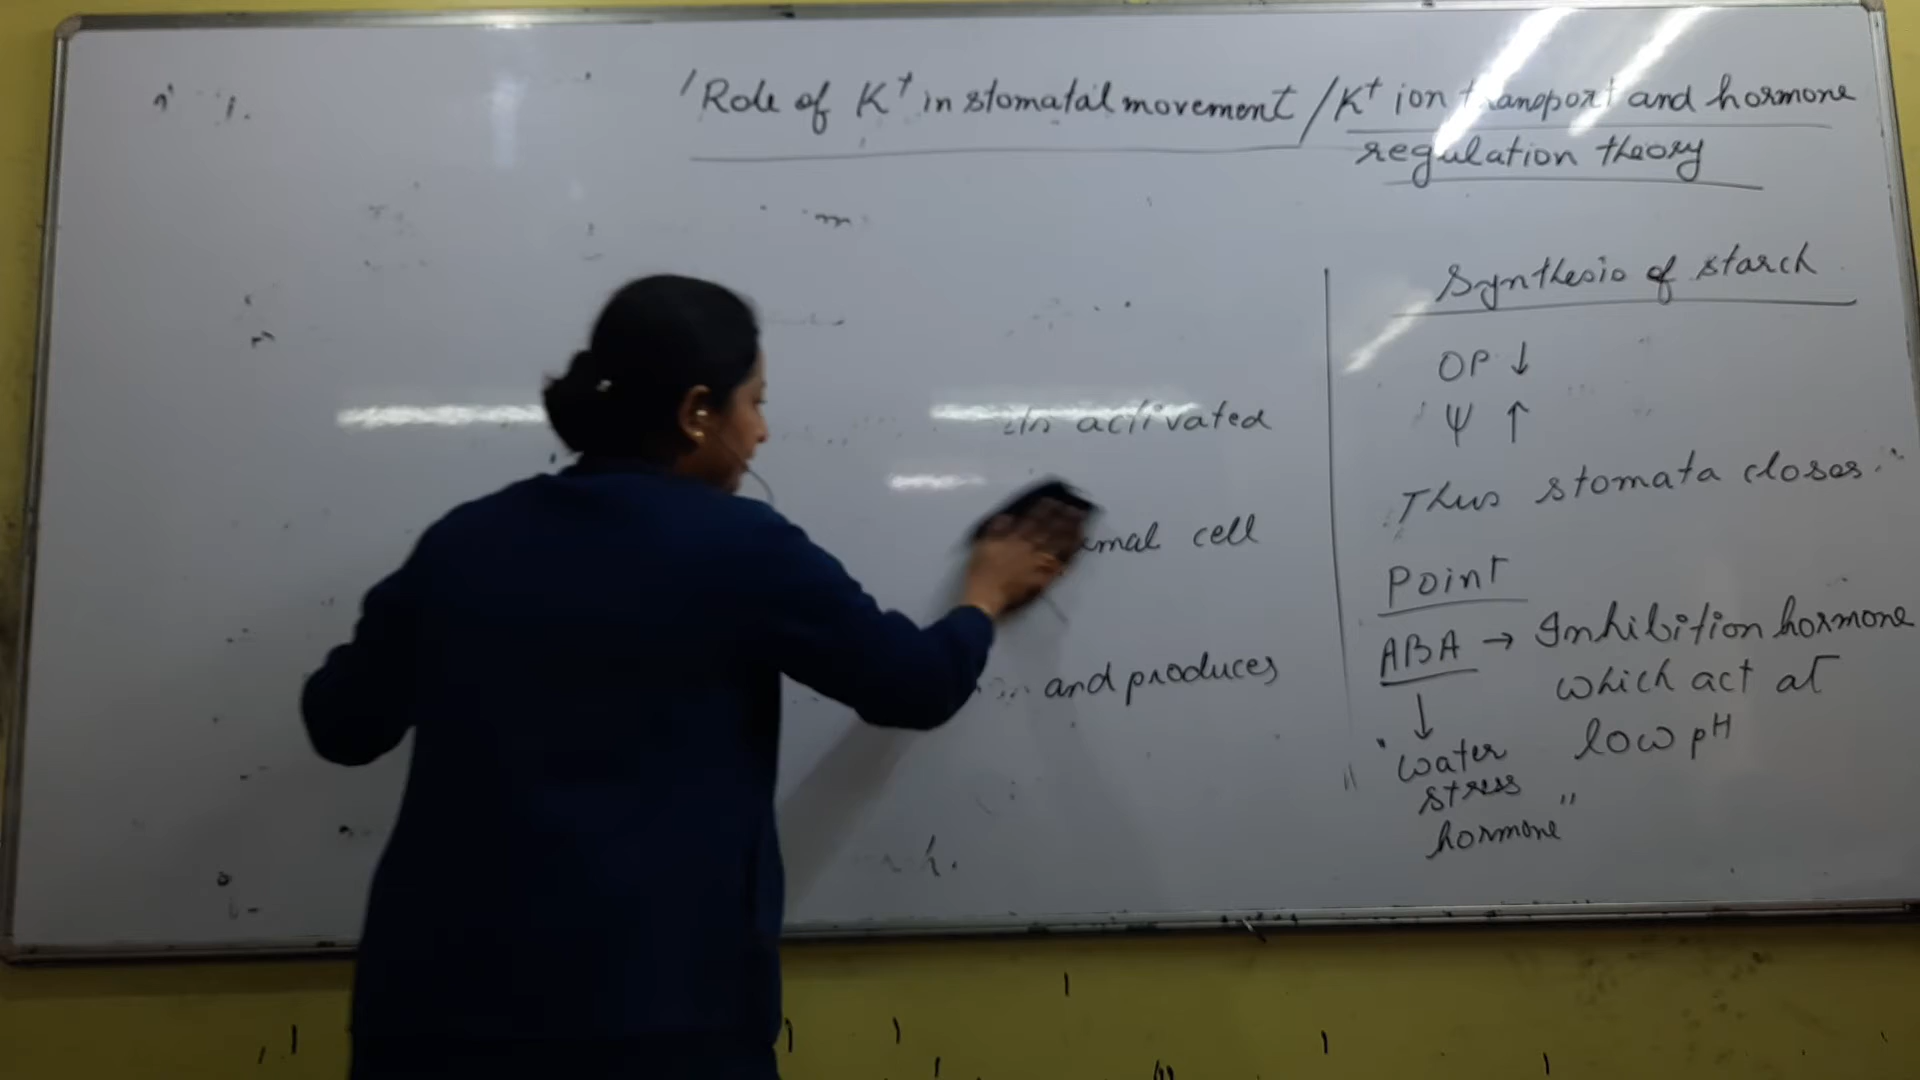 Role of K⁺ in stomatal movement / K⁺ ion transport and hormone
regulation theory
activated
cell
and produces
Synthesis of starch
OP ↓
Ψ ↑
Thus stomata closes.
Point
ABA → Inhibition hormone
which act at
low pH
↓
"Water
stress
hormone"